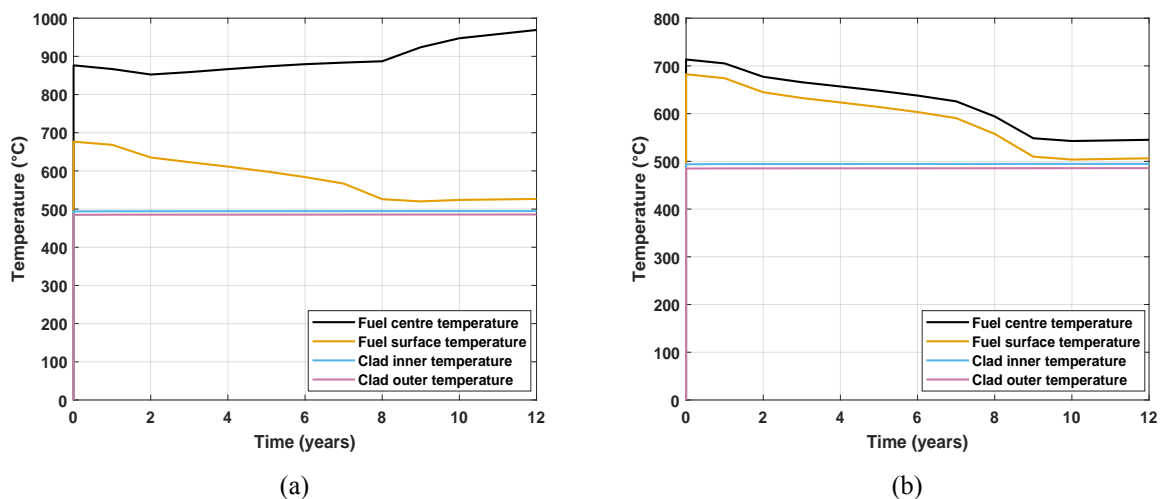 1000
900
800
700
600
500
400
300
200
100
0
0 2 4 6 8 10 12
Temperature (°C)
Time (years)
Fuel centre temperature
Fuel surface temperature
Clad inner temperature
Clad outer temperature
(a)
800
700
600
500
400
300
200
100
0
0 2 4 6 8 10 12
Temperature (°C)
Time (years)
Fuel centre temperature
Fuel surface temperature
Clad inner temperature
Clad outer temperature
(b)